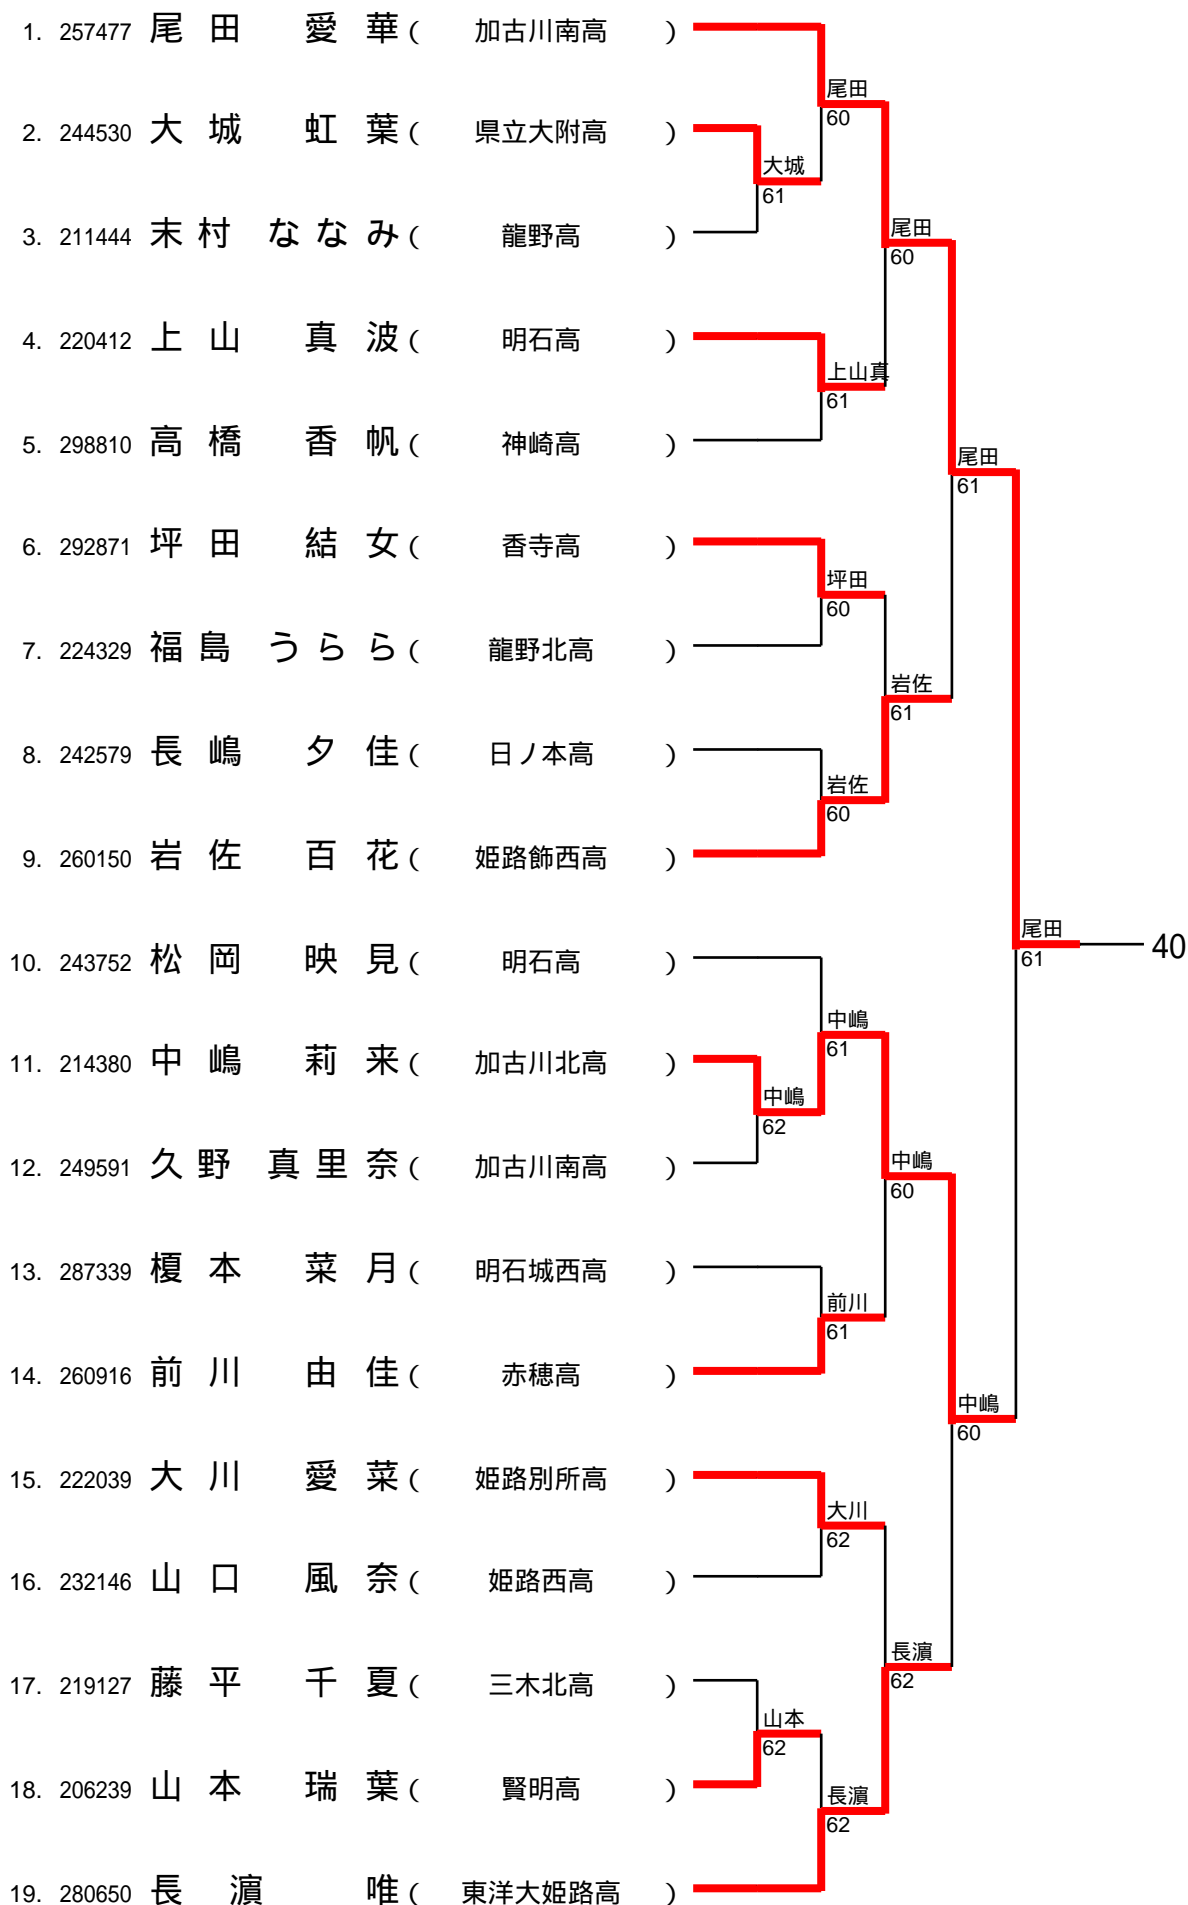 1. 257477 尾田 愛華 ( 加古川南高 )
尾田
60
2. 244530 大城 虹葉 ( 県立大附高 )
大城
61
3. 211444 末村 ななみ ( 龍野高 )
尾田
60
4. 220412 上山 真波 ( 明石高 )
上山真
61
5. 298810 高橋 香帆 ( 神崎高 )
尾田
61
6. 292871 坪田 結女 ( 香寺高 )
坪田
60
7. 224329 福島 うらら ( 龍野北高 )
岩佐
61
8. 242579 長嶋 夕佳 ( 日ノ本高 )
岩佐
60
9. 260150 岩佐 百花 ( 姫路飾西高 )
尾田
61
40
10. 243752 松岡 映見 ( 明石高 )
中嶋
61
11. 214380 中嶋 莉来 ( 加古川北高 )
中嶋
62
12. 249591 久野 真里奈 ( 加古川南高 )
中嶋
60
13. 287339 榎本 菜月 ( 明石城西高 )
前川
61
14. 260916 前川 由佳 ( 赤穂高 )
中嶋
60
15. 222039 大川 愛菜 ( 姫路別所高 )
大川
62
16. 232146 山口 風奈 ( 姫路西高 )
長濵
62
17. 219127 藤平 千夏 ( 三木北高 )
山本
62
18. 206239 山本 瑞葉 ( 賢明高 )
長濵
62
19. 280650 長濵 唯 ( 東洋大姫路高 )